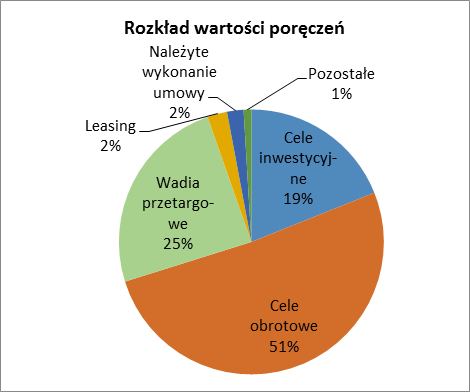 Rozkład wartości poręczeń
Należyte
wykonanie
umowy
2%
Pozostałe
1%
Leasing
2%
Cele
inwestycyj-
ne
19%
Wadia
przetargo-
we
25%
Cele
obrotowe
51%